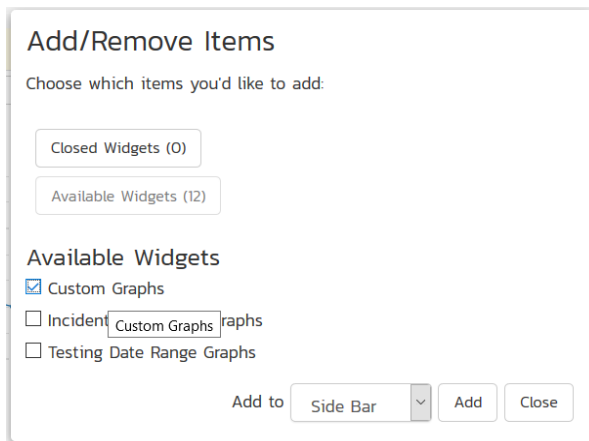 Add/Remove Items
Choose which items you'd like to add:
Closed Widgets (0)
Available Widgets (12)
Available Widgets
Custom Graphs
Incident raphs
Custom Graphs
Testing Date Range Graphs
Add to Side Bar Add Close